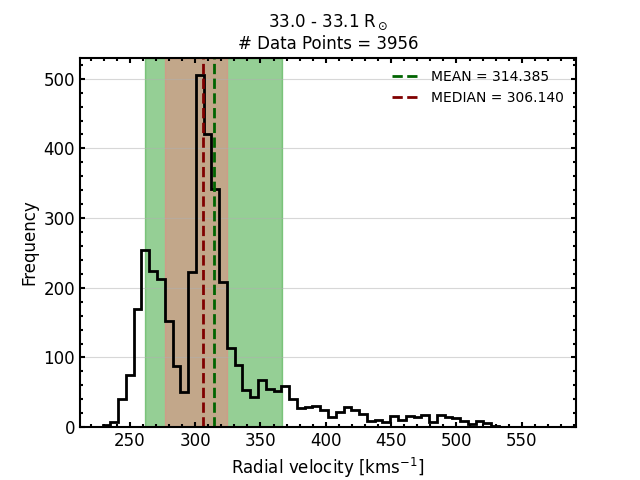 33.0 - 33.1 R⊙
# Data Points = 3956
MEAN = 314.385
MEDIAN = 306.140
500
400
300
200
100
0
Frequency
250 300 350 400 450 500 550
Radial velocity [kms⁻¹]